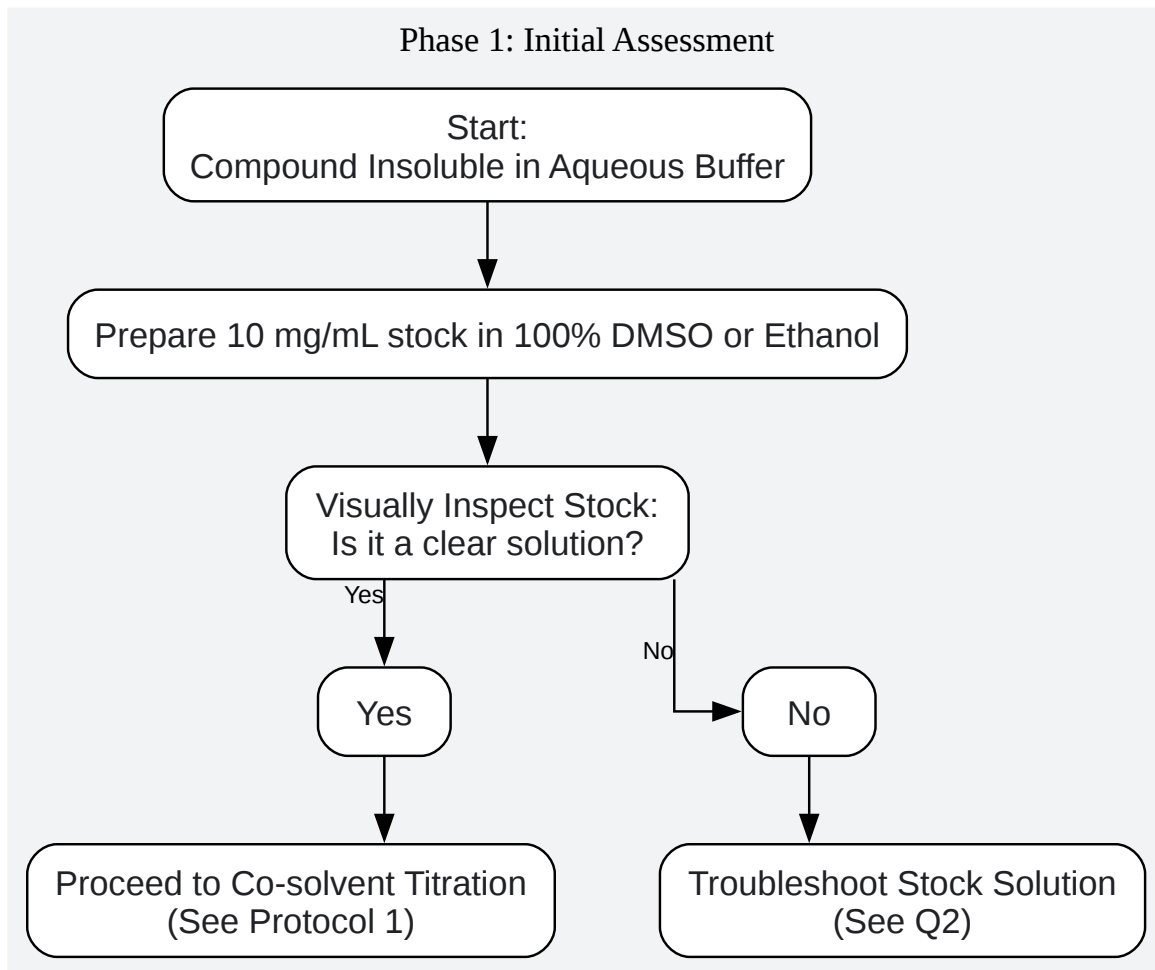 Phase 1: Initial Assessment
Start:
Compound Insoluble in Aqueous Buffer
Prepare 10 mg/mL stock in 100% DMSO or Ethanol
Visually Inspect Stock:
Is it a clear solution?
Yes
No
Yes
No
Proceed to Co-solvent Titration
(See Protocol 1)
Troubleshoot Stock Solution
(See Q2)